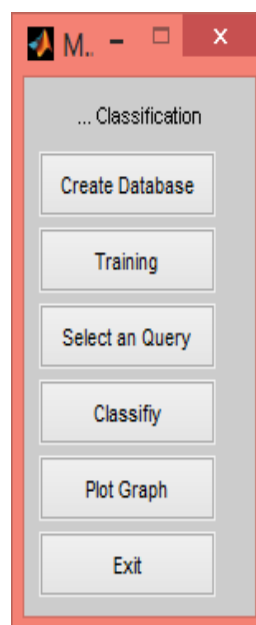 M..
... Classification
Create Database
Training
Select an Query
Classifiy
Plot Graph
Exit